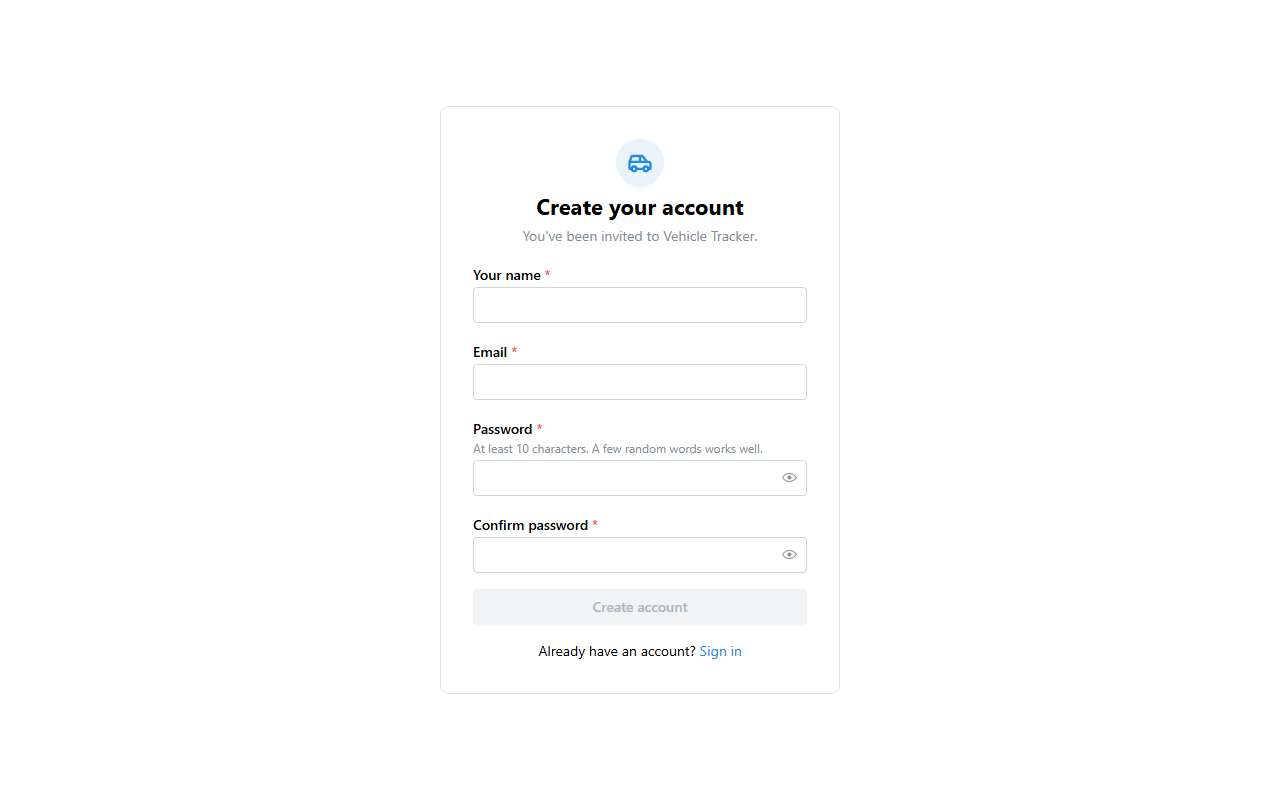 Create your account
You've been invited to Vehicle Tracker.
Your name *
Email *
Password *
At least 10 characters. A few random words works well.
Confirm password *
Create account
Already have an account? Sign in